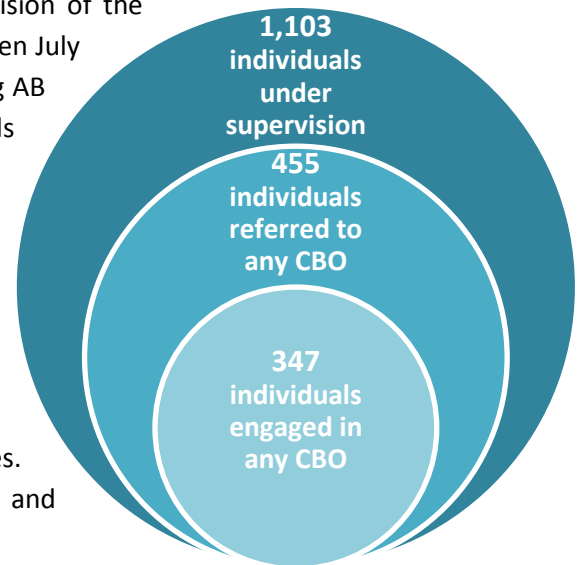 ision of the
en July
AB
1,103
individuals
under
supervision
455
individuals
referred to
any CBO
347
individuals
engaged in
any CBO
es.
and